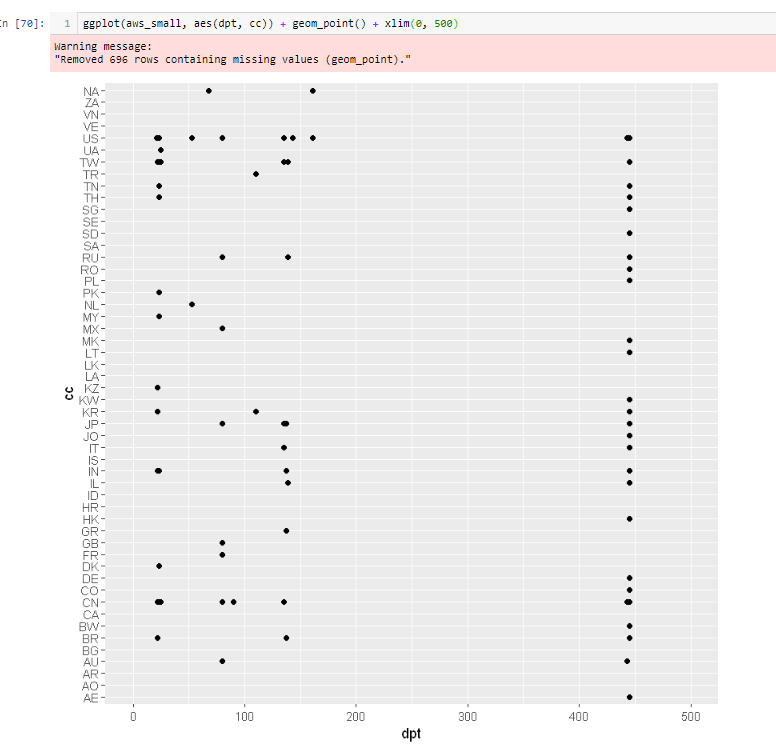 In [70]: 1 ggplot(aws_small, aes(dpt, cc)) + geom_point() + xlim(0, 500)
Warning message:
"Removed 696 rows containing missing values (geom_point)."
NA
ZA
VN
VE
US
UA
TW
TR
TN
TH
SG
SE
SD
SA
RU
RO
PL
PK
NL
MY
MX
MK
LT
LK
LA
KZ
cc
KW
KR
JP
JO
IT
IS
IN
IL
ID
HR
HK
GR
GB
FR
DK
DE
CO
CN
CA
BW
BR
BG
AU
AR
AO
AE
0 100 200 300 400 500
dpt